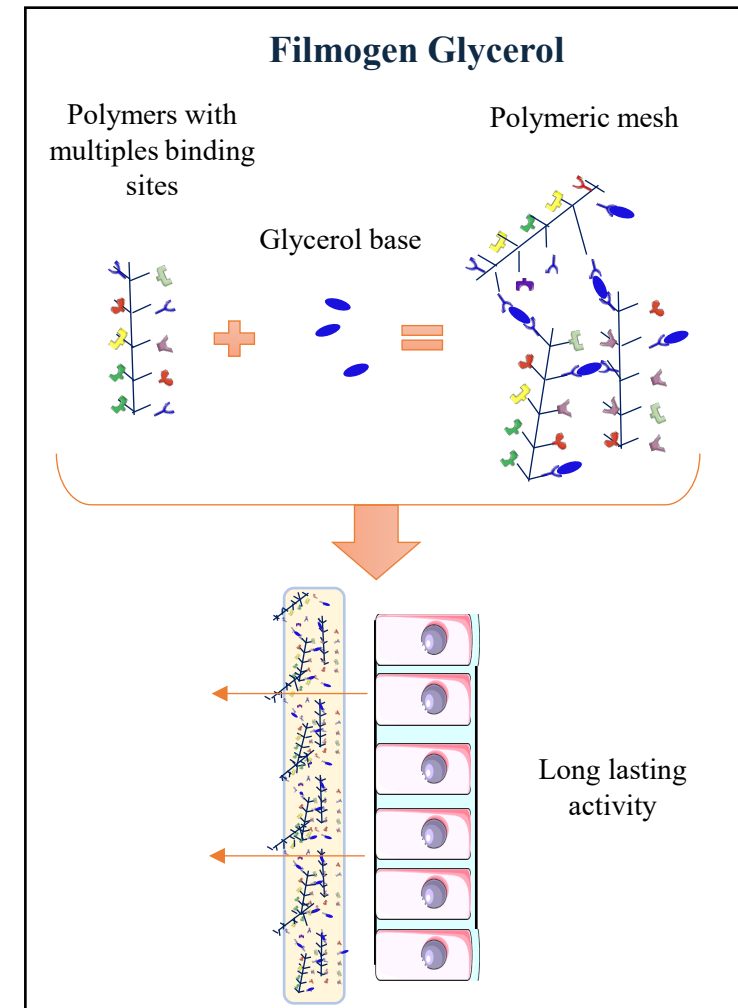 Filmogen Glycerol
Polymers with
multiples binding
sites
Glycerol base
Polymeric mesh
Long lasting
activity